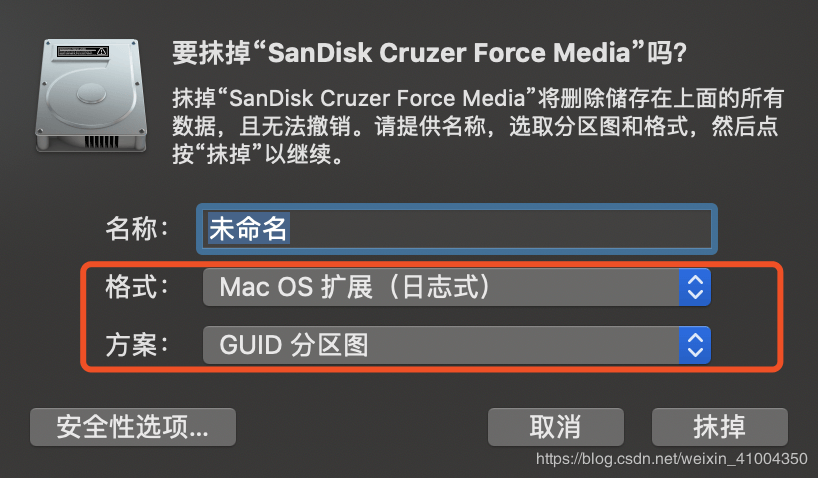 要抹掉“SanDisk Cruzer Force Media”吗？
抹掉“SanDisk Cruzer Force Media”将删除储存在上面的所有
数据，且无法撤销。请提供名称，选取分区图和格式，然后点
按“抹掉”以继续。
名称：
未命名
格式：
Mac OS 扩展（日志式）
方案：
GUID 分区图
安全性选项...
取消
抹掉
https://blog.csdn.net/weixin_41004350